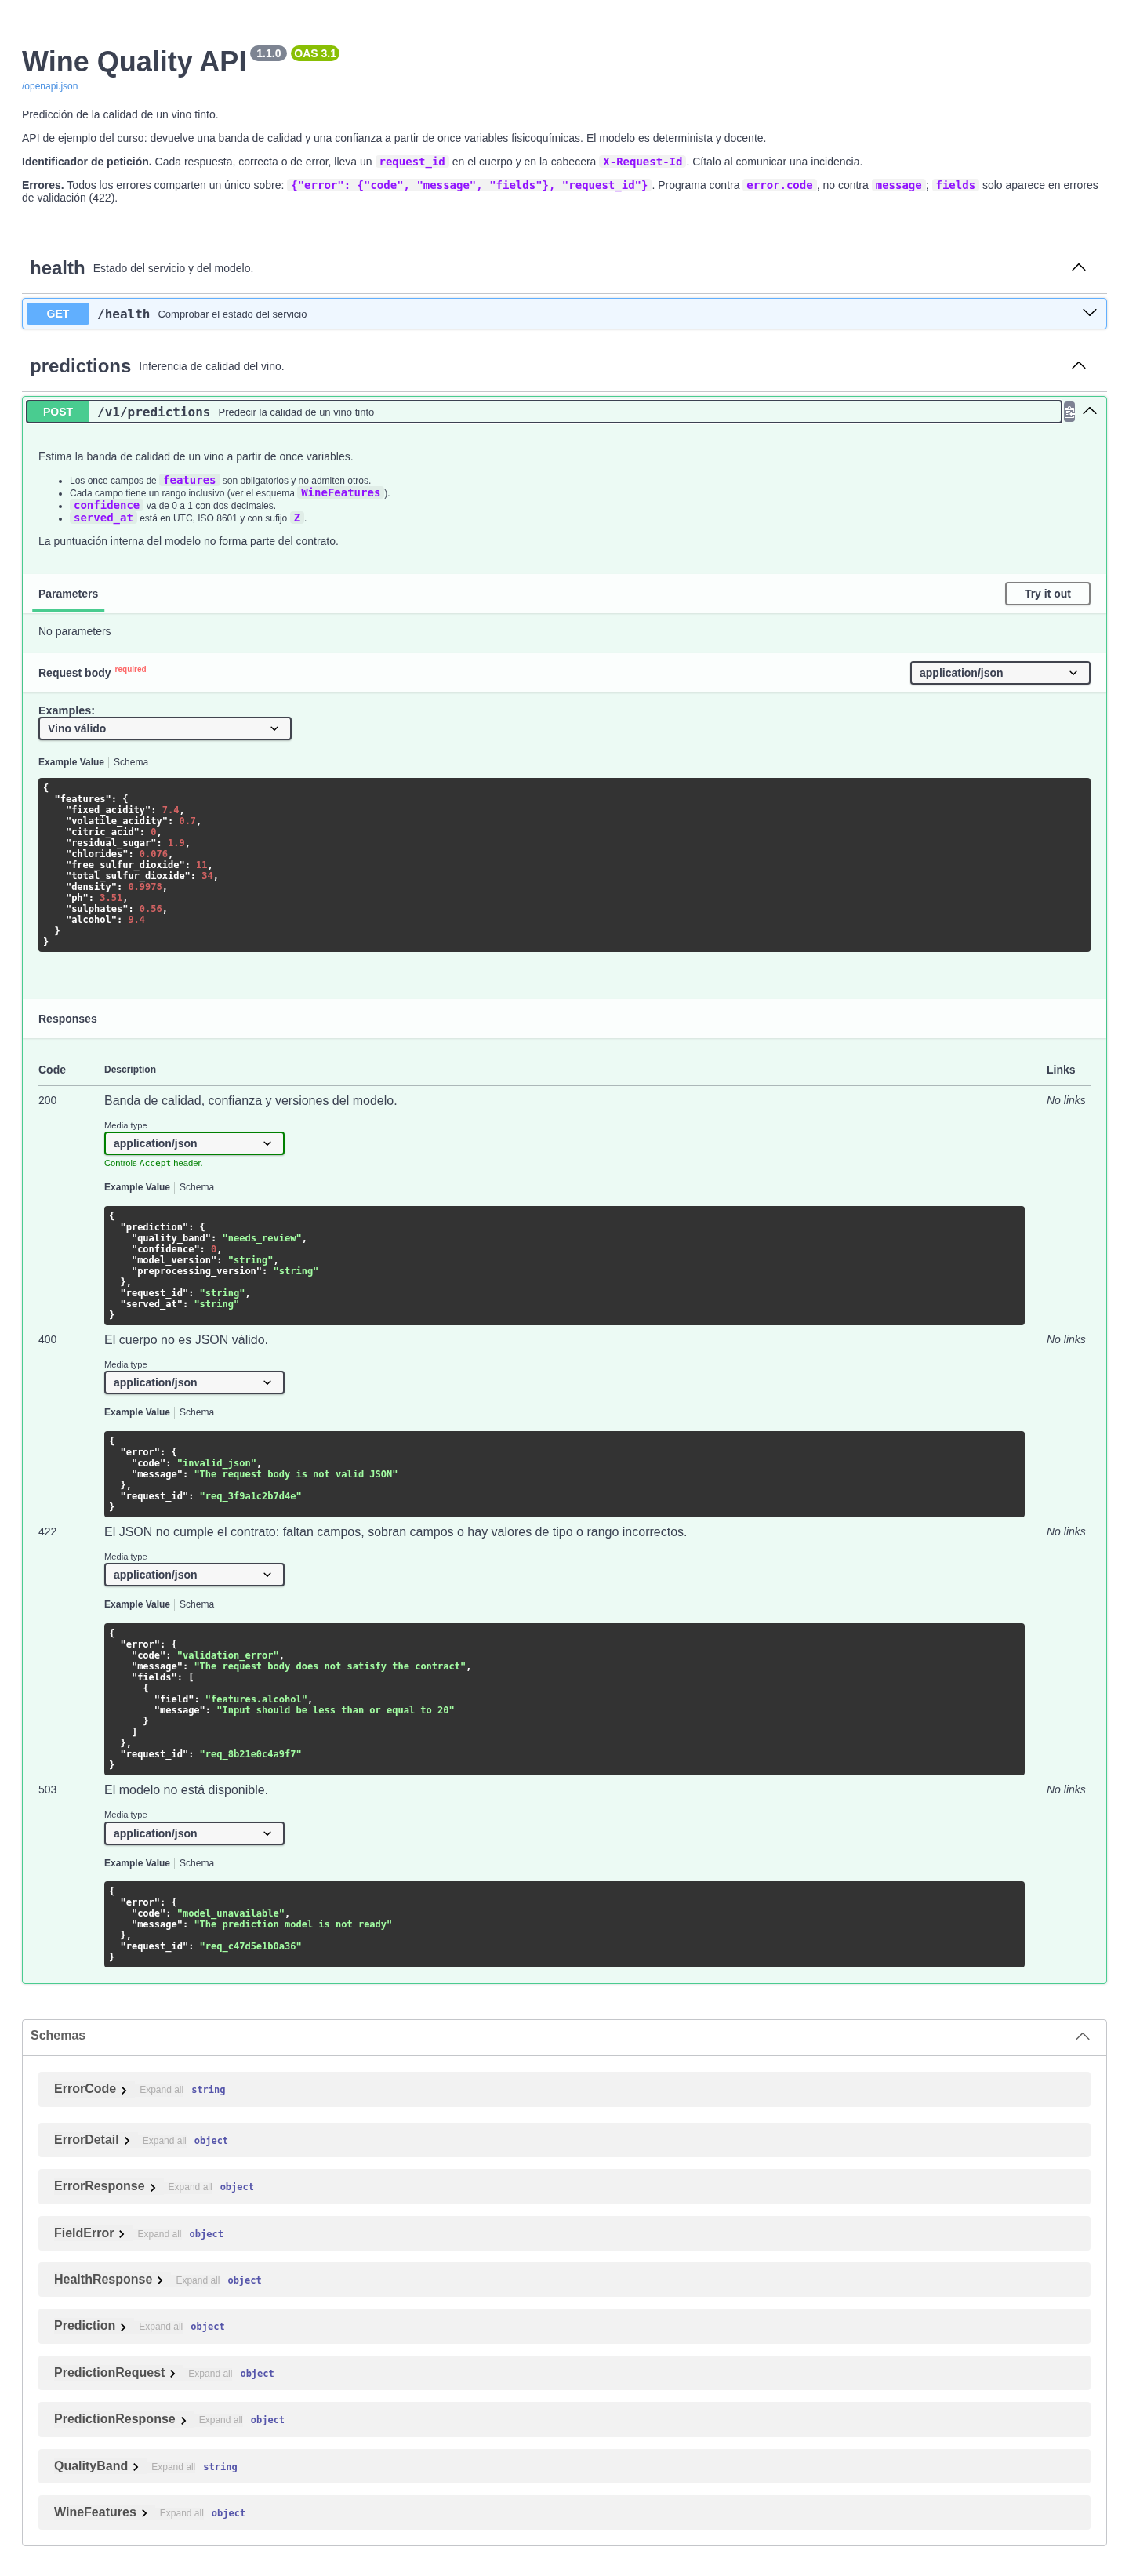 Wine Quality API 1.1.0 OAS 3.1
/openapi.json
Predicción de la calidad de un vino tinto.
API de ejemplo del curso: devuelve una banda de calidad y una confianza a partir de once variables fisicoquímicas. El modelo es determinista y docente.
Identificador de petición. Cada respuesta, correcta o de error, lleva un request_id en el cuerpo y en la cabecera X-Request-Id . Cítalo al comunicar una incidencia.
Errores. Todos los errores comparten un único sobre: {"error": {"code", "message", "fields"}, "request_id"} . Programa contra error.code , no contra message ; fields solo aparece en errores
de validación (422).
health Estado del servicio y del modelo.
GET /health Comprobar el estado del servicio
predictions Inferencia de calidad del vino.
POST /v1/predictions Predecir la calidad de un vino tinto
Estima la banda de calidad de un vino a partir de once variables.
Los once campos de features son obligatorios y no admiten otros.
Cada campo tiene un rango inclusivo (ver el esquema WineFeatures ).
confidence va de 0 a 1 con dos decimales.
served_at está en UTC, ISO 8601 y con sufijo Z .
La puntuación interna del modelo no forma parte del contrato.
Parameters Try it out
No parameters
Request body required application/json
Examples:
Vino válido
Example Value Schema
{
"features": {
"fixed_acidity": 7.4,
"volatile_acidity": 0.7,
"citric_acid": 0,
"residual_sugar": 1.9,
"chlorides": 0.076,
"free_sulfur_dioxide": 11,
"total_sulfur_dioxide": 34,
"density": 0.9978,
"ph": 3.51,
"sulphates": 0.56,
"alcohol": 9.4
}
}
Responses
Code Description Links
200 Banda de calidad, confianza y versiones del modelo. No links
Media type
application/json
Controls Accept header.
Example Value Schema
{
"prediction": {
"quality_band": "needs_review",
"confidence": 0,
"model_version": "string",
"preprocessing_version": "string"
},
"request_id": "string",
"served_at": "string"
}
400 El cuerpo no es JSON válido. No links
Media type
application/json
Example Value Schema
{
"error": {
"code": "invalid_json",
"message": "The request body is not valid JSON"
},
"request_id": "req_3f9a1c2b7d4e"
}
422 El JSON no cumple el contrato: faltan campos, sobran campos o hay valores de tipo o rango incorrectos. No links
Media type
application/json
Example Value Schema
{
"error": {
"code": "validation_error",
"message": "The request body does not satisfy the contract",
"fields": [
{
"field": "features.alcohol",
"message": "Input should be less than or equal to 20"
}
]
},
"request_id": "req_8b21e0c4a9f7"
}
503 El modelo no está disponible. No links
Media type
application/json
Example Value Schema
{
"error": {
"code": "model_unavailable",
"message": "The prediction model is not ready"
},
"request_id": "req_c47d5e1b0a36"
}
Schemas
ErrorCode Expand all string
ErrorDetail Expand all object
ErrorResponse Expand all object
FieldError Expand all object
HealthResponse Expand all object
Prediction Expand all object
PredictionRequest Expand all object
PredictionResponse Expand all object
QualityBand Expand all string
WineFeatures Expand all object